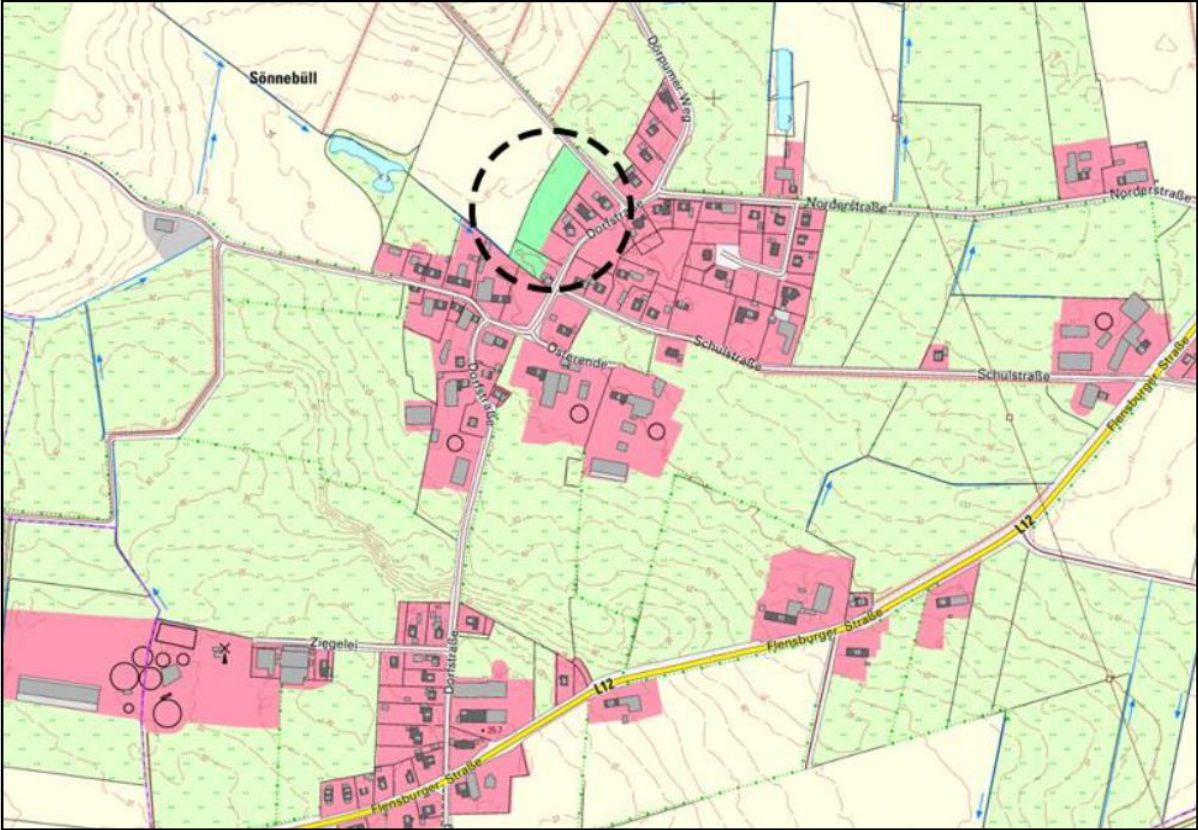 Sönnebüll
Dörpumer Weg
Norderstraße
Norderstraße
Dorfstra
Schulstraße
Schulstraße
Osterende
Dorfstraße
Flensburger Straße
L12
Ziegelei
Dorfstraße
Flensburger Straße
L12
Flensburger Straße